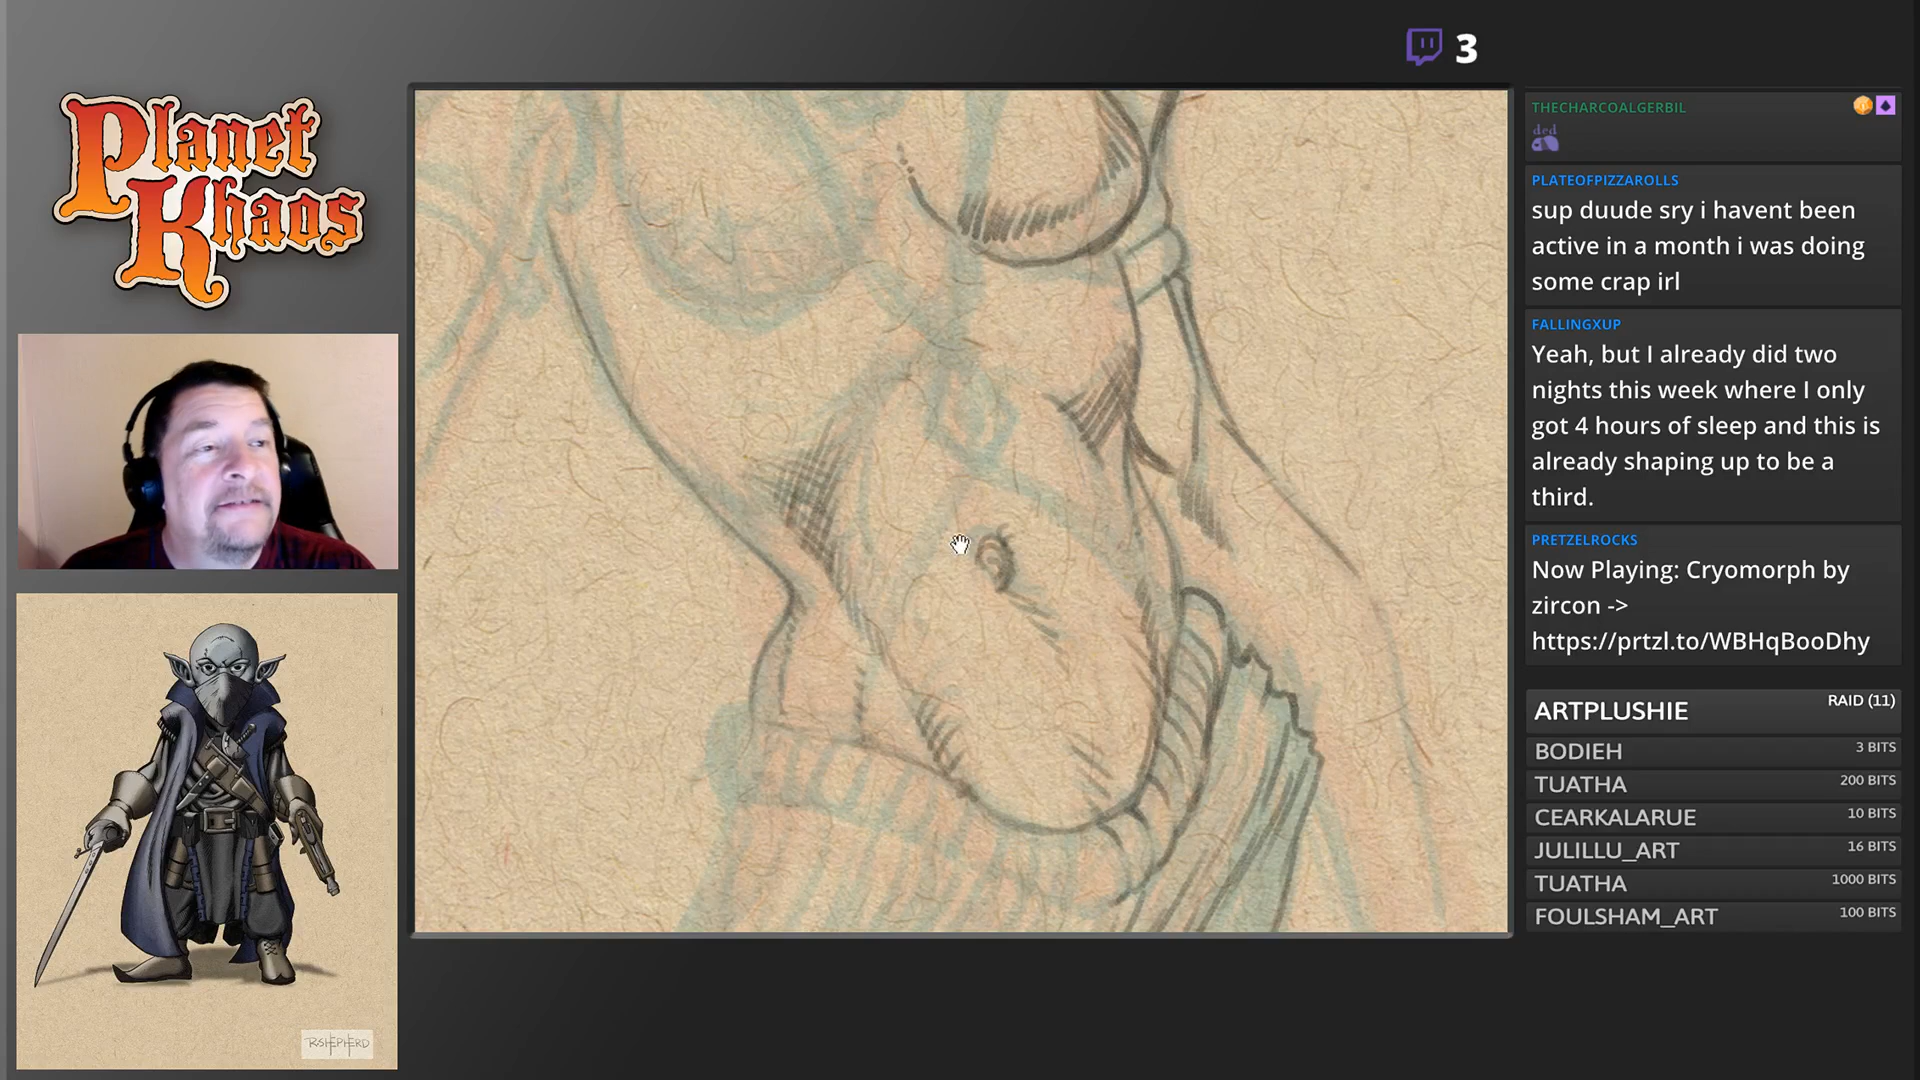 3
Planet
Khaos
THECHARCOALGERBIL
ded
PLATEOFPIZZAROLLS
sup duude sry i havent been
active in a month i was doing
some crap irl
FALLINGXUP
Yeah, but I already did two
nights this week where I only
got 4 hours of sleep and this is
already shaping up to be a
third.
PRETZELROCKS
Now Playing: Cryomorph by
zircon ->
https://prtzl.to/WBHqBooDhy
ARTPLUSHIE RAID (11)
BODIEH 3 BITS
TUATHA 200 BITS
CEARKALARUE 10 BITS
JULILLU_ART 16 BITS
TUATHA 1000 BITS
FOULSHAM_ART 100 BITS
RSHEPHERD